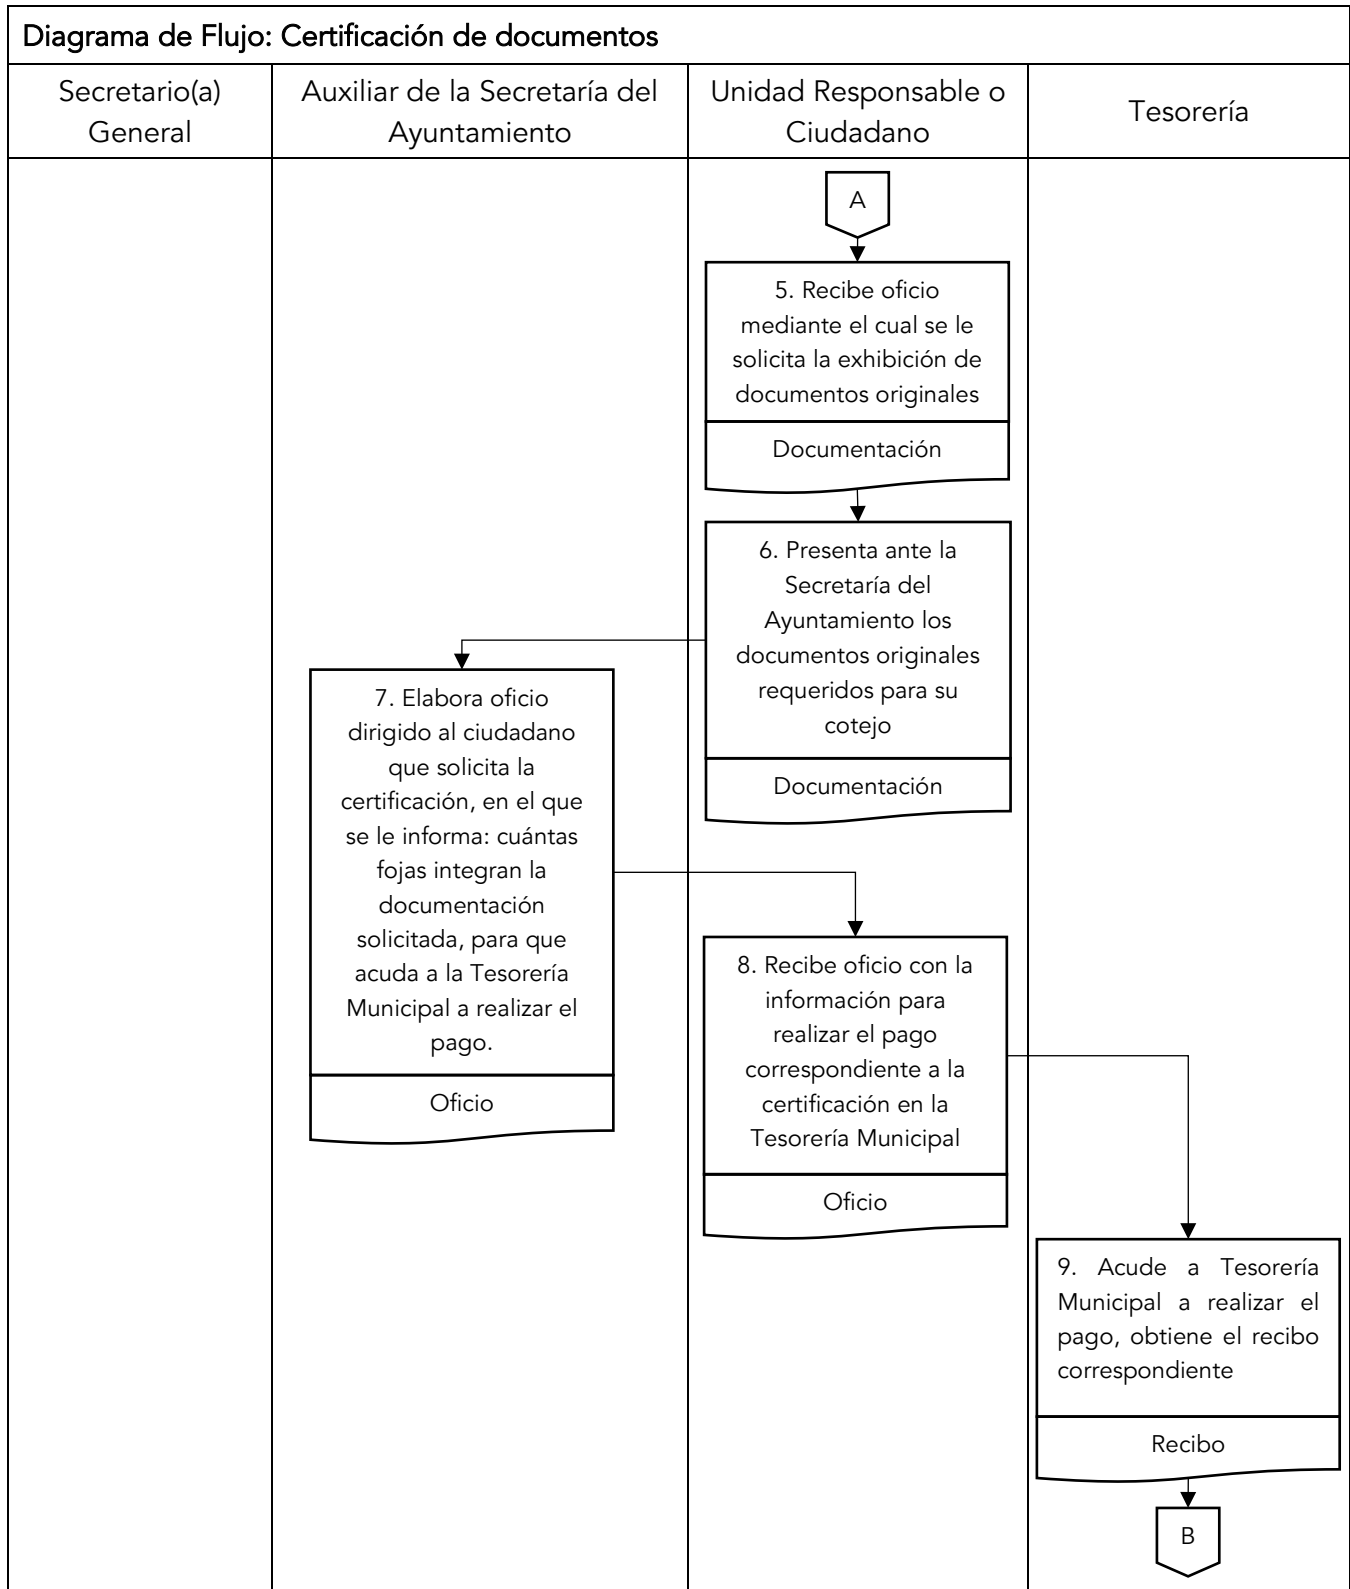 Diagrama de Flujo: Certificación de documentos
Secretario(a)
General
Auxiliar de la Secretaría del
Ayuntamiento
Unidad Responsable o
Ciudadano
Tesorería
A
5. Recibe oficio
mediante el cual se le
solicita la exhibición de
documentos originales
Documentación
6. Presenta ante la
Secretaría del
Ayuntamiento los
documentos originales
requeridos para su
cotejo
Documentación
7. Elabora oficio
dirigido al ciudadano
que solicita la
certificación, en el que
se le informa: cuántas
fojas integran la
documentación
solicitada, para que
acuda a la Tesorería
Municipal a realizar el
pago.
Oficio
8. Recibe oficio con la
información para
realizar el pago
correspondiente a la
certificación en la
Tesorería Municipal
Oficio
9. Acude a Tesorería
Municipal a realizar el
pago, obtiene el recibo
correspondiente
Recibo
B